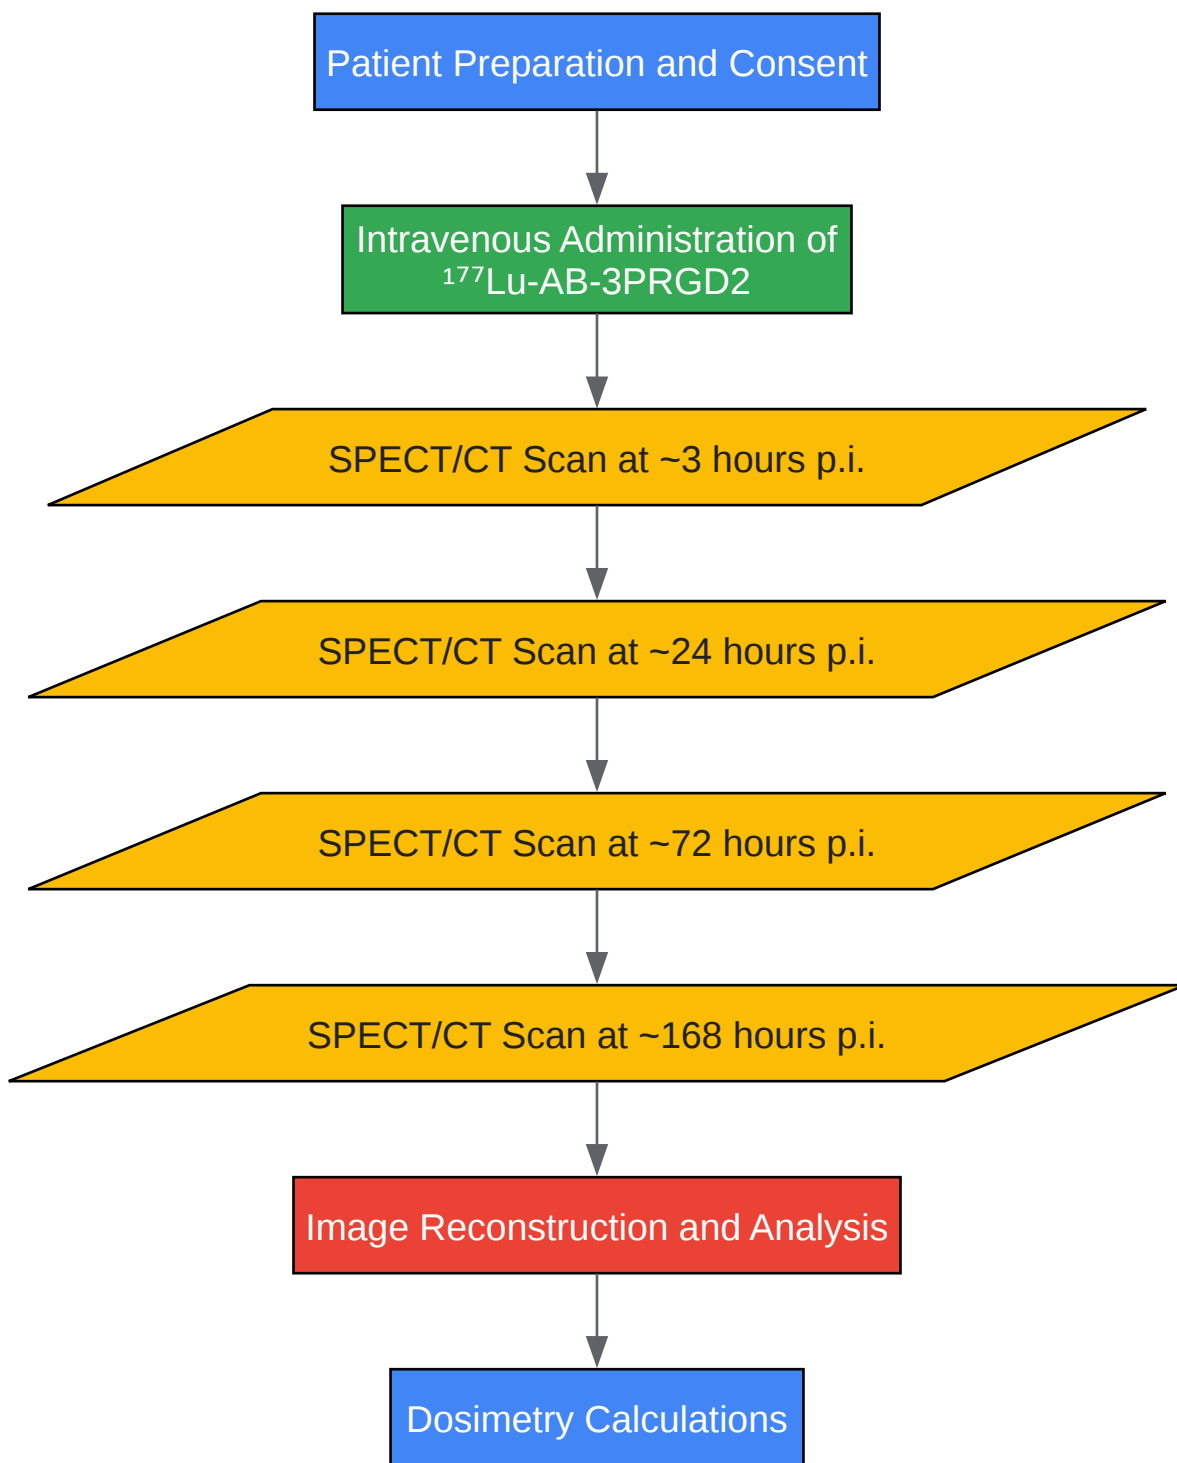 Patient Preparation and Consent
Intravenous Administration of
¹⁷⁷Lu-AB-3PRGD2
SPECT/CT Scan at ~3 hours p.i.
SPECT/CT Scan at ~24 hours p.i.
SPECT/CT Scan at ~72 hours p.i.
SPECT/CT Scan at ~168 hours p.i.
Image Reconstruction and Analysis
Dosimetry Calculations